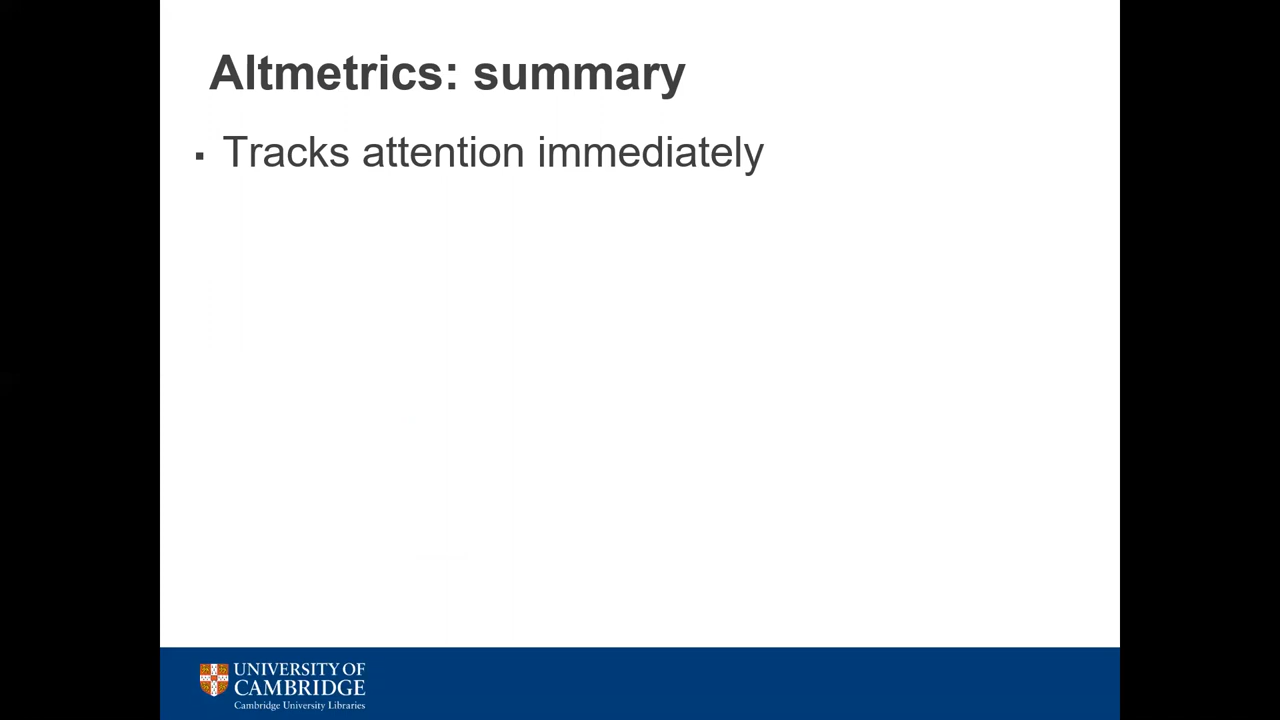 Altmetrics: summary
▪ Tracks attention immediately
UNIVERSITY OF
CAMBRIDGE
Cambridge University Libraries